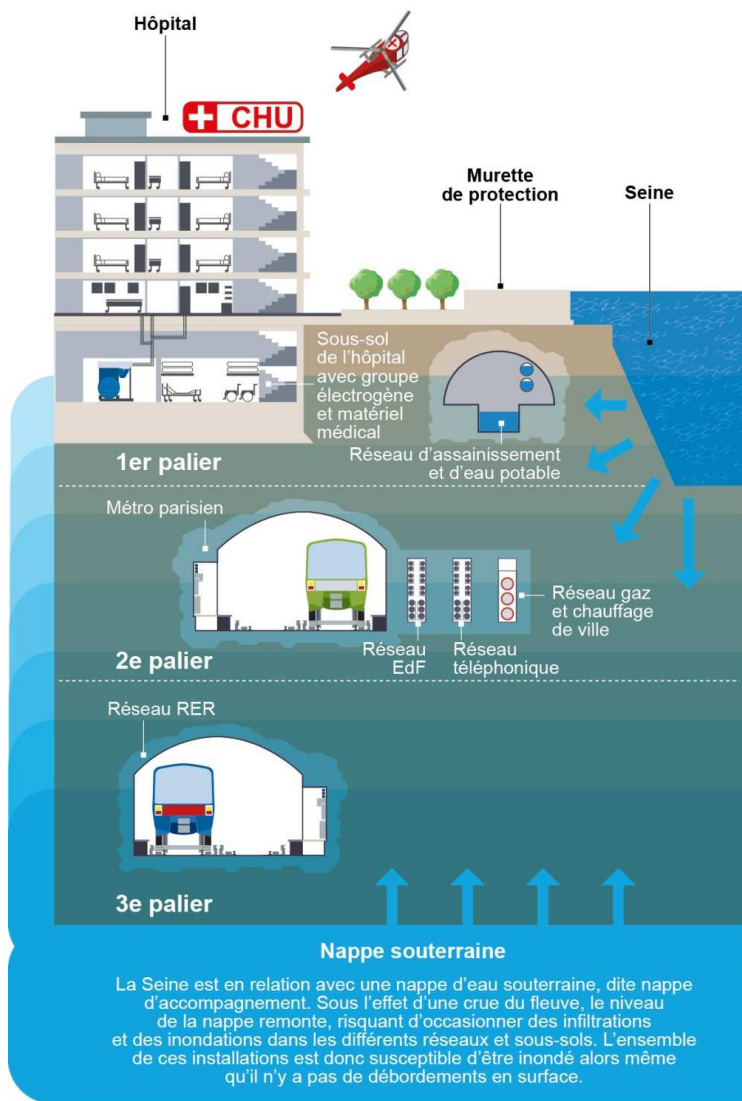 Hôpital
CHU
Murette
de protection
Seine
Sous-sol
de l'hôpital
avec groupe
électrogène
et matériel
médical
Réseau d'assainissement
et d'eau potable
1er palier
Métro parisien
Réseau
EdF
Réseau
téléphonique
Réseau gaz
et chauffage
de ville
2e palier
Réseau RER
3e palier
Nappe souterraine
La Seine est en relation avec une nappe d'eau souterraine, dite nappe
d'accompagnement. Sous l'effet d'une crue du fleuve, le niveau
de la nappe remonte, risquant d'occasionner des infiltrations
et des inondations dans les différents réseaux et sous-sols. L'ensemble
de ces installations est donc susceptible d'être inondé alors même
qu'il n'y a pas de débordements en surface.